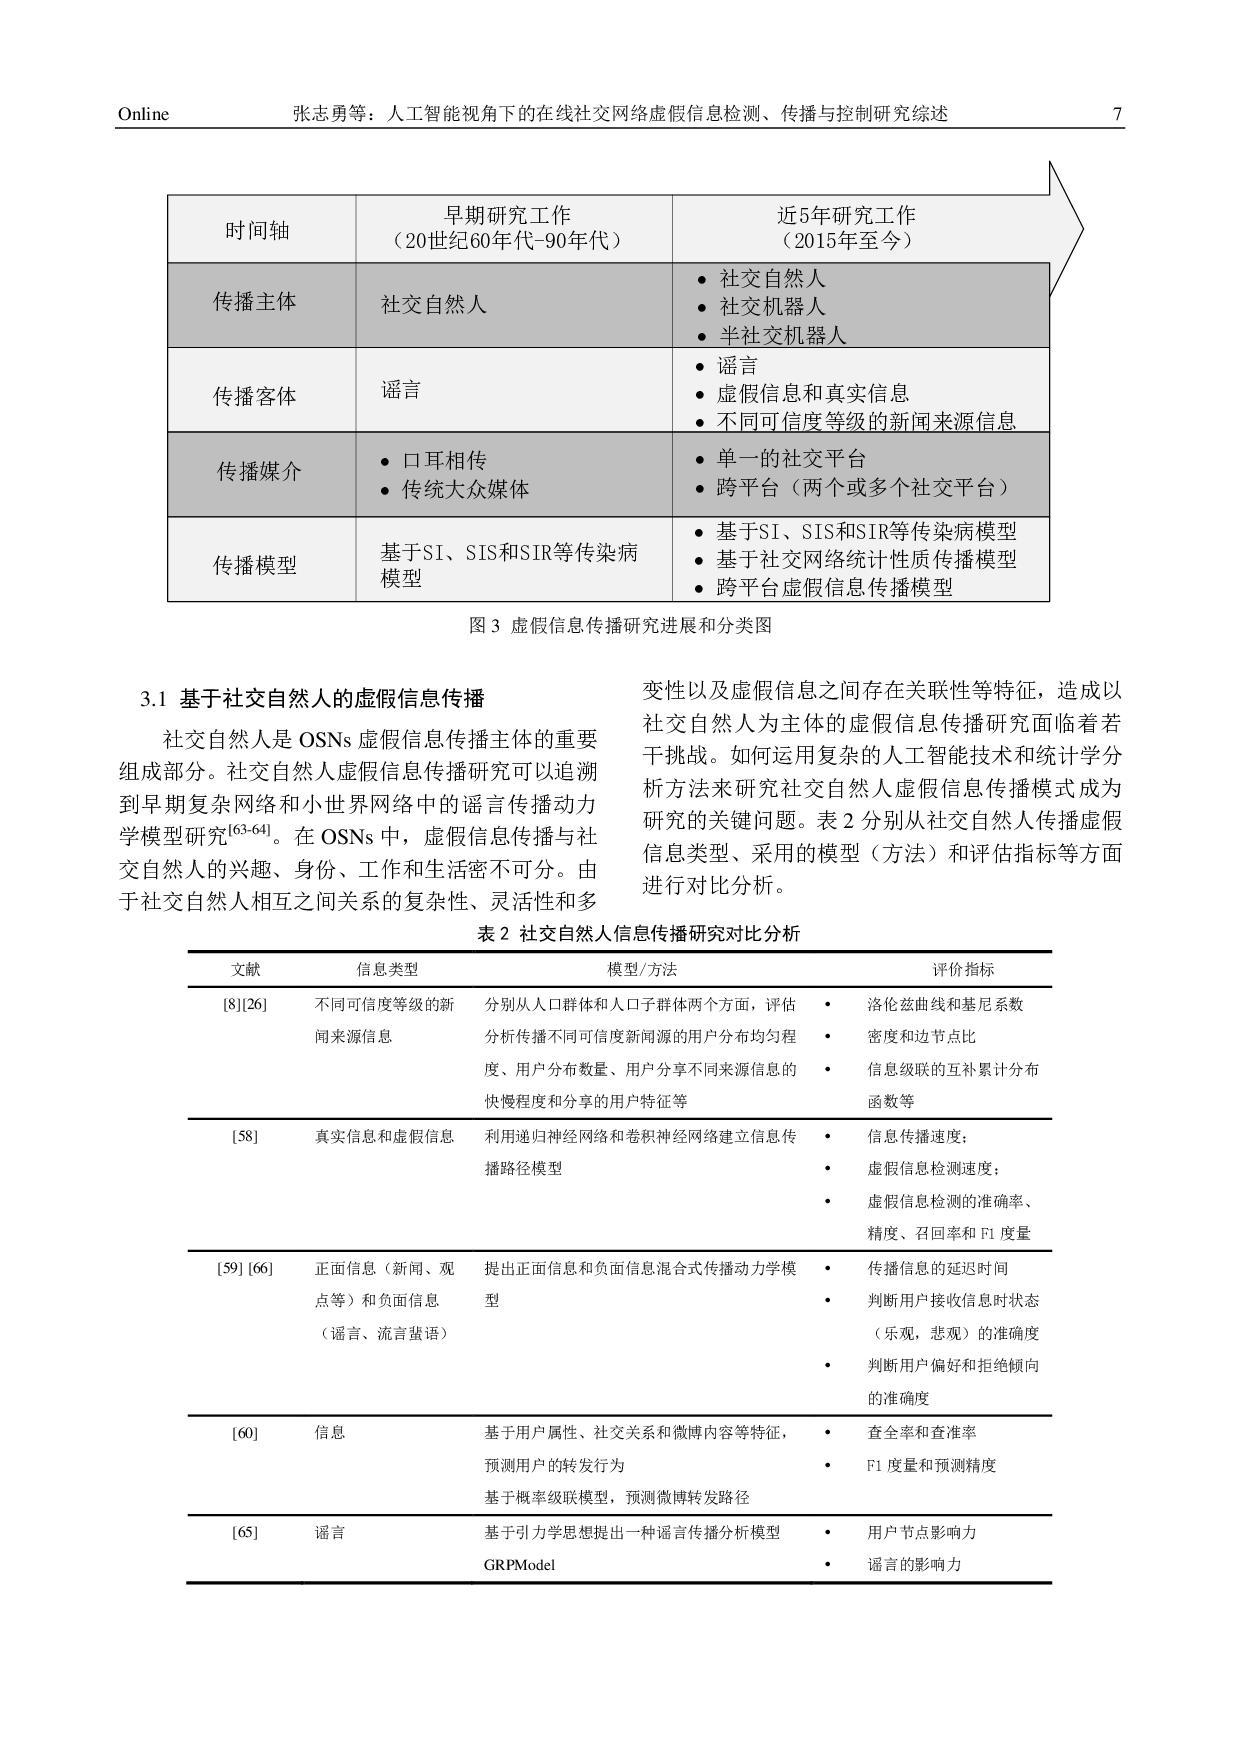 Online 张志勇等：人工智能视角下的在线社交网络虚假信息检测、传播与控制研究综述 7
时间轴
早期研究工作
（20世纪60年代-90年代）
近5年研究工作
（2015年至今）
传播主体
社交自然人
● 社交自然人
● 社交机器人
● 半社交机器人
传播客体
谣言
● 谣言
● 虚假信息和真实信息
● 不同可信度等级的新闻来源信息
传播媒介
● 口耳相传
● 传统大众媒体
● 单一的社交平台
● 跨平台（两个或多个社交平台）
传播模型
基于SI、SIS和SIR等传染病
模型
● 基于SI、SIS和SIR等传染病模型
● 基于社交网络统计性质传播模型
● 跨平台虚假信息传播模型
图 3 虚假信息传播研究进展和分类图
3.1 基于社交自然人的虚假信息传播
社交自然人是 OSNs 虚假信息传播主体的重要
组成部分。社交自然人虚假信息传播研究可以追溯
到早期复杂网络和小世界网络中的谣言传播动力
学模型研究[63-64]。在 OSNs 中，虚假信息传播与社
交自然人的兴趣、身份、工作和生活密不可分。由
于社交自然人相互之间关系的复杂性、灵活性和多
变性以及虚假信息之间存在关联性等特征，造成以
社交自然人为主体的虚假信息传播研究面临着若
干挑战。如何运用复杂的人工智能技术和统计学分
析方法来研究社交自然人虚假信息传播模式成为
研究的关键问题。表 2 分别从社交自然人传播虚假
信息类型、采用的模型（方法）和评估指标等方面
进行对比分析。
表 2 社交自然人信息传播研究对比分析
文献 信息类型 模型/方法 评价指标
[8][26] 不同可信度等级的新 分别从人口群体和人口子群体两个方面，评估 • 洛伦兹曲线和基尼系数
闻来源信息 分析传播不同可信度新闻源的用户分布均匀程 • 密度和边节点比
度、用户分布数量、用户分享不同来源信息的 • 信息级联的互补累计分布
快慢程度和分享的用户特征等 函数等
[58] 真实信息和虚假信息 利用递归神经网络和卷积神经网络建立信息传 • 信息传播速度；
播路径模型 • 虚假信息检测速度；
• 虚假信息检测的准确率、
精度、召回率和 F1 度量
[59] [66] 正面信息（新闻、观 提出正面信息和负面信息混合式传播动力学模 • 传播信息的延迟时间
点等）和负面信息 型 • 判断用户接收信息时状态
（谣言、流言蜚语） （乐观，悲观）的准确度
• 判断用户偏好和拒绝倾向
的准确度
[60] 信息 基于用户属性、社交关系和微博内容等特征， • 查全率和查准率
预测用户的转发行为 • F1 度量和预测精度
基于概率级联模型，预测微博转发路径
[65] 谣言 基于引力学思想提出一种谣言传播分析模型 • 用户节点影响力
GRPModel • 谣言的影响力